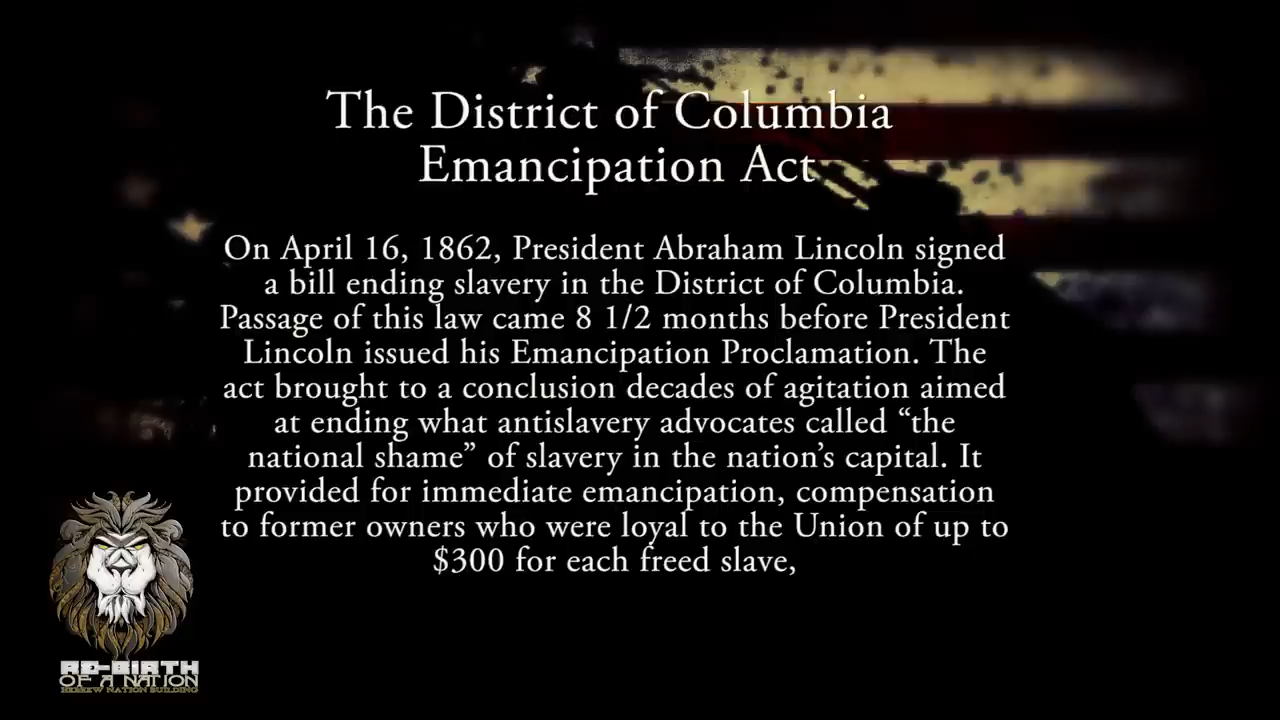 The District of Columbia
Emancipation Act
On April 16, 1862, President Abraham Lincoln signed
a bill ending slavery in the District of Columbia.
Passage of this law came 8 1/2 months before President
Lincoln issued his Emancipation Proclamation. The
act brought to a conclusion decades of agitation aimed
at ending what antislavery advocates called “the
national shame” of slavery in the nation’s capital. It
provided for immediate emancipation, compensation
to former owners who were loyal to the Union of up to
$300 for each freed slave,
RE-BIRTH
OF A NATION
HEBREW NATION BUILDING